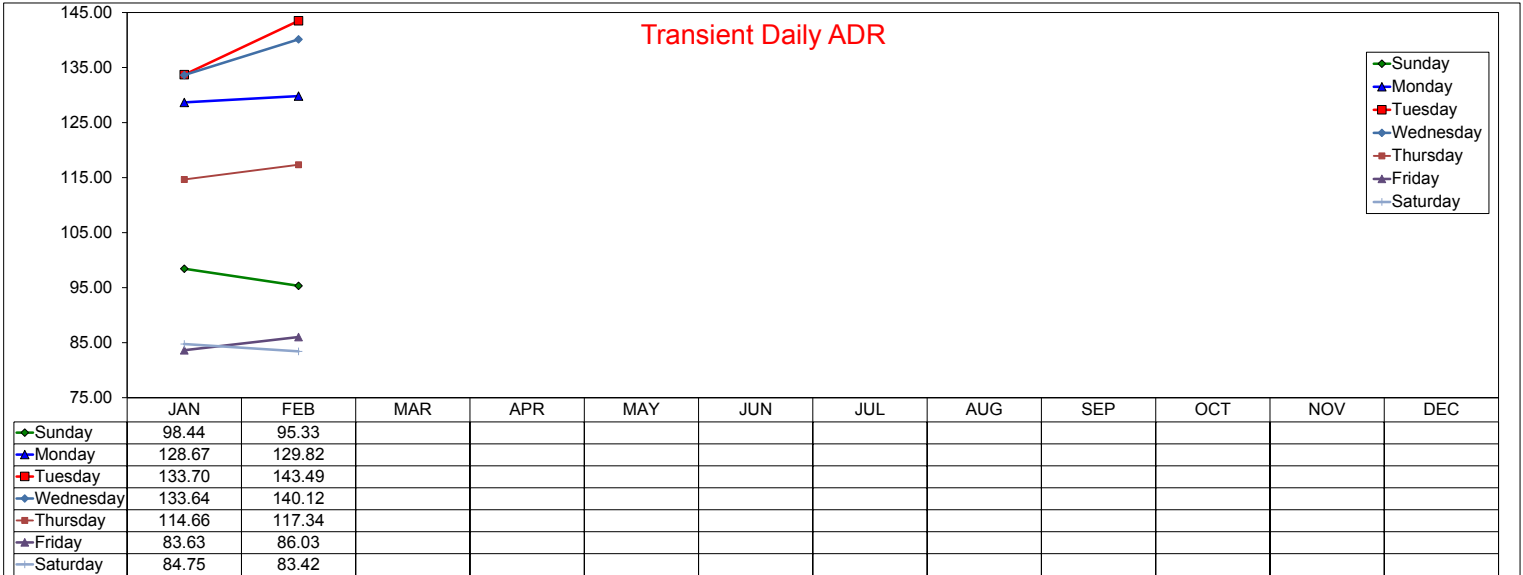 Transient Daily ADR
145.00
135.00
125.00
115.00
105.00
95.00
85.00
75.00
Sunday
Monday
Tuesday
Wednesday
Thursday
Friday
Saturday
JAN FEB MAR APR MAY JUN JUL AUG SEP OCT NOV DEC
Sunday 98.44 95.33
Monday 128.67 129.82
Tuesday 133.70 143.49
Wednesday 133.64 140.12
Thursday 114.66 117.34
Friday 83.63 86.03
Saturday 84.75 83.42